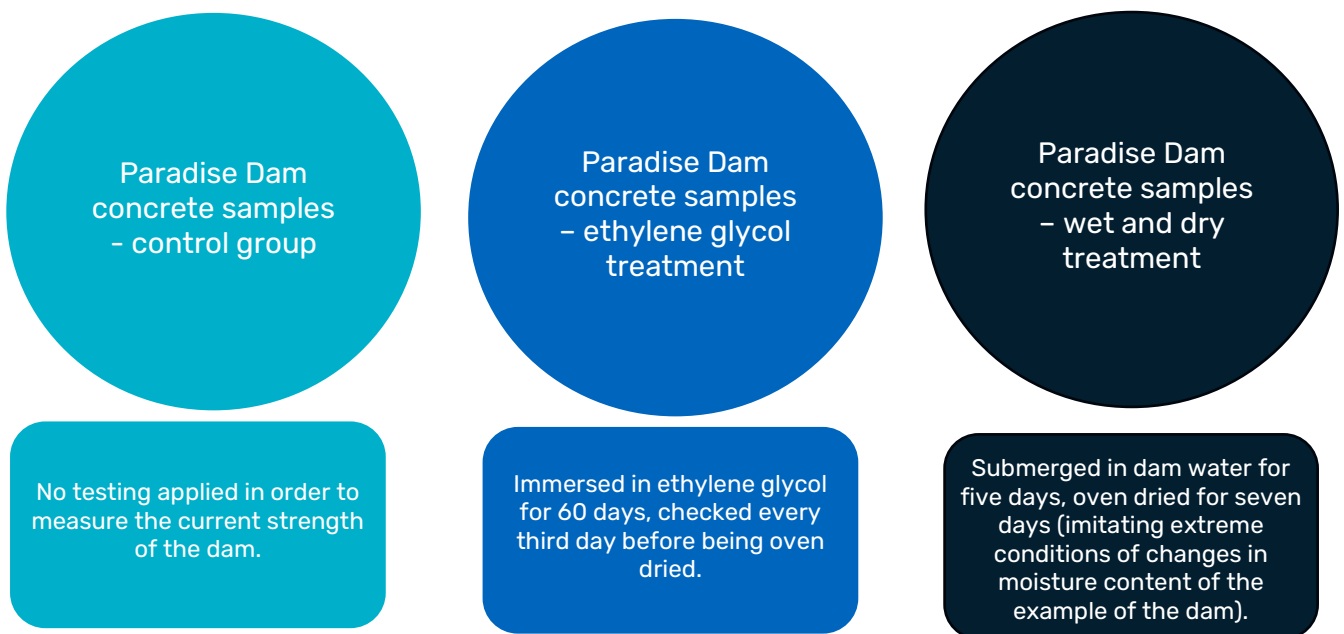 Paradise Dam
concrete samples
- control group
No testing applied in order to
measure the current strength
of the dam.
Paradise Dam
concrete samples
– ethylene glycol
treatment
Immersed in ethylene glycol
for 60 days, checked every
third day before being oven
dried.
Paradise Dam
concrete samples
– wet and dry
treatment
Submerged in dam water for
five days, oven dried for seven
days (imitating extreme
conditions of changes in
moisture content of the
example of the dam).